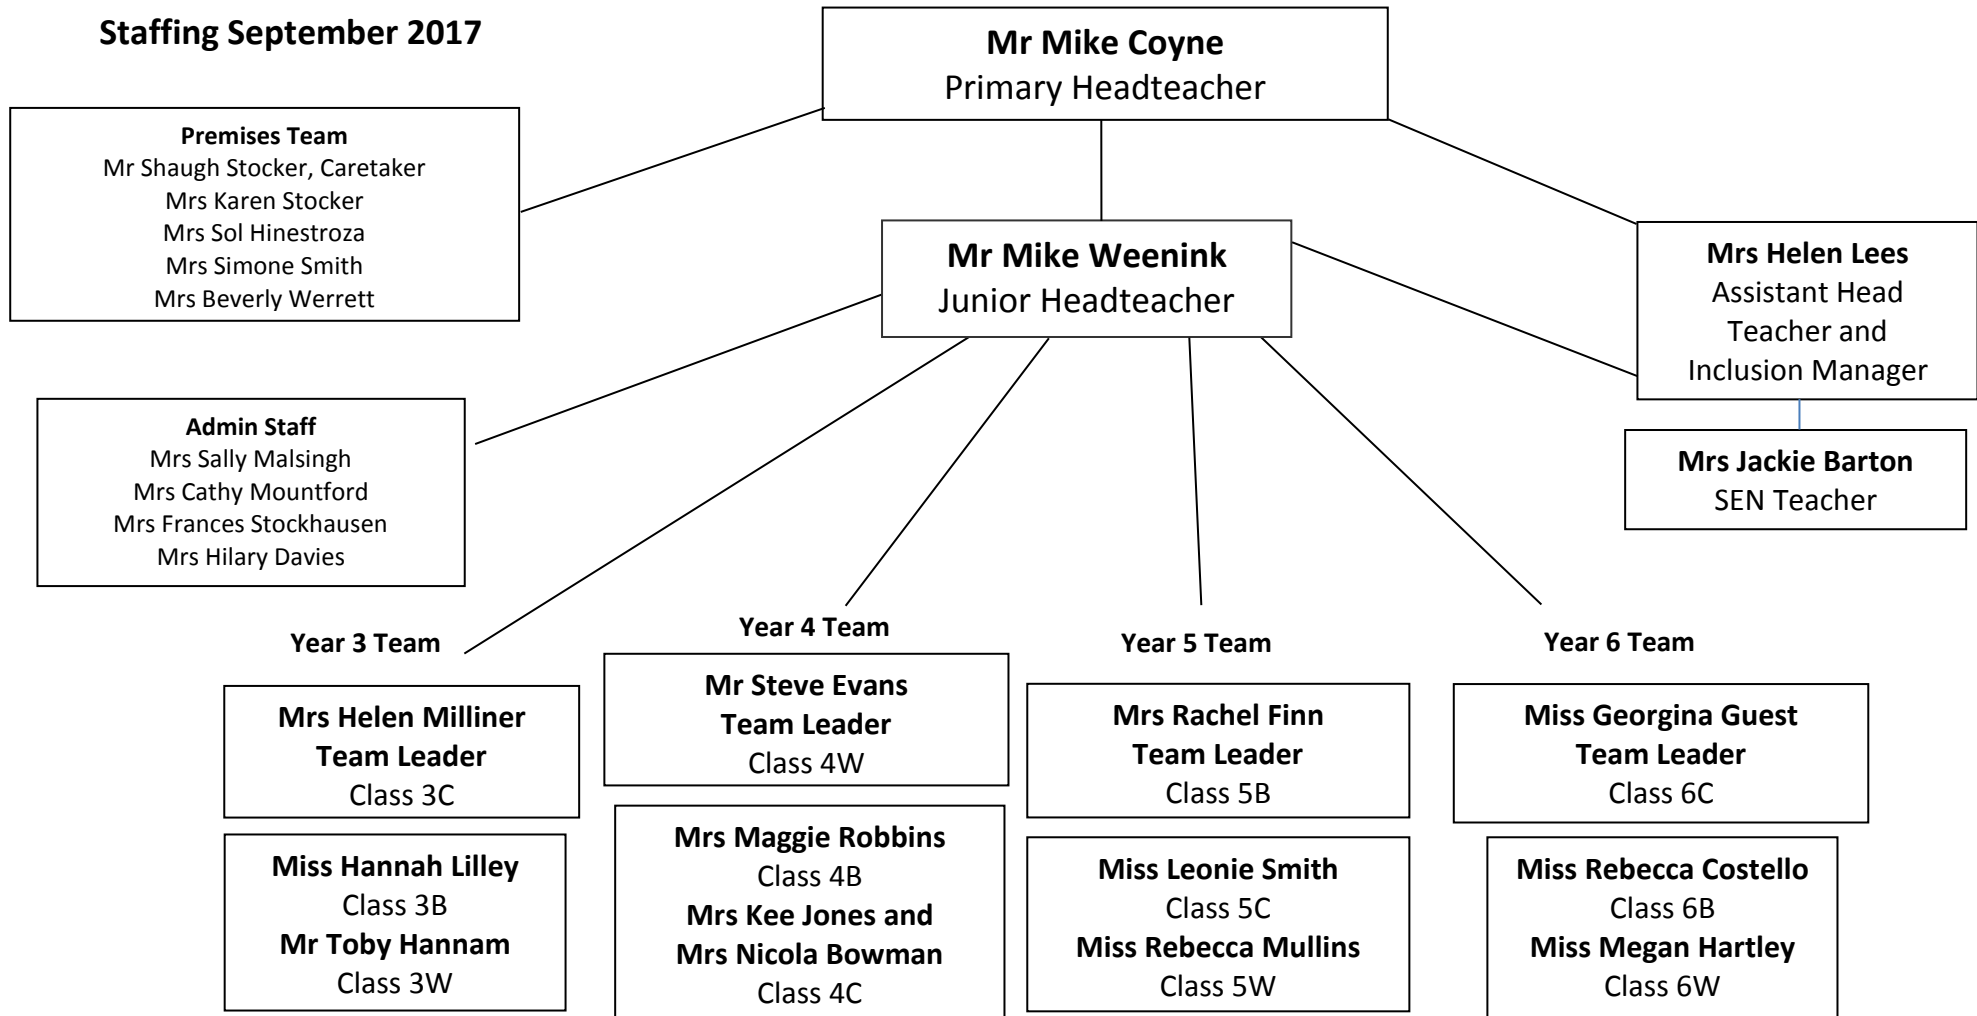 Staffing September 2017
Mr Mike Coyne
Primary Headteacher
Premises Team
Mr Shaugh Stocker, Caretaker
Mrs Karen Stocker
Mrs Sol Hinestroza
Mrs Simone Smith
Mrs Beverly Werrett
Mr Mike Weenink
Junior Headteacher
Mrs Helen Lees
Assistant Head
Teacher and
Inclusion Manager
Admin Staff
Mrs Sally Malsingh
Mrs Cathy Mountford
Mrs Frances Stockhausen
Mrs Hilary Davies
Mrs Jackie Barton
SEN Teacher
Year 3 Team
Mrs Helen Milliner
Team Leader
Class 3C
Miss Hannah Lilley
Class 3B
Mr Toby Hannam
Class 3W
Year 4 Team
Mr Steve Evans
Team Leader
Class 4W
Mrs Maggie Robbins
Class 4B
Mrs Kee Jones and
Mrs Nicola Bowman
Class 4C
Year 5 Team
Mrs Rachel Finn
Team Leader
Class 5B
Miss Leonie Smith
Class 5C
Miss Rebecca Mullins
Class 5W
Year 6 Team
Miss Georgina Guest
Team Leader
Class 6C
Miss Rebecca Costello
Class 6B
Miss Megan Hartley
Class 6W